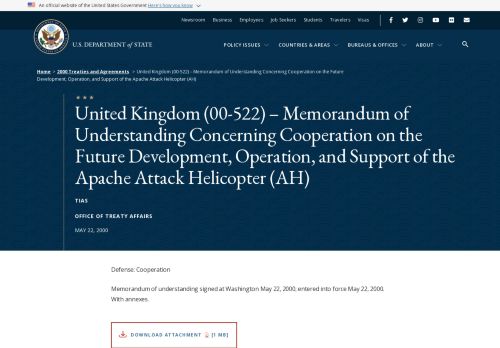 An official website of the United States Government Here's how you know
Newsroom Business Employees Job Seekers Students Travelers Visas
U.S. DEPARTMENT of STATE
POLICY ISSUES COUNTRIES & AREAS BUREAUS & OFFICES ABOUT
Home > 2000 Treaties and Agreements > United Kingdom (00-522) – Memorandum of Understanding Concerning Cooperation on the Future
Development, Operation, and Support of the Apache Attack Helicopter (AH)
United Kingdom (00-522) – Memorandum of
Understanding Concerning Cooperation on the
Future Development, Operation, and Support of the
Apache Attack Helicopter (AH)
TIAS
OFFICE OF TREATY AFFAIRS
MAY 22, 2000
Defense: Cooperation
Memorandum of understanding signed at Washington May 22, 2000; entered into force May 22, 2000.
With annexes.
DOWNLOAD ATTACHMENT [1 MB]